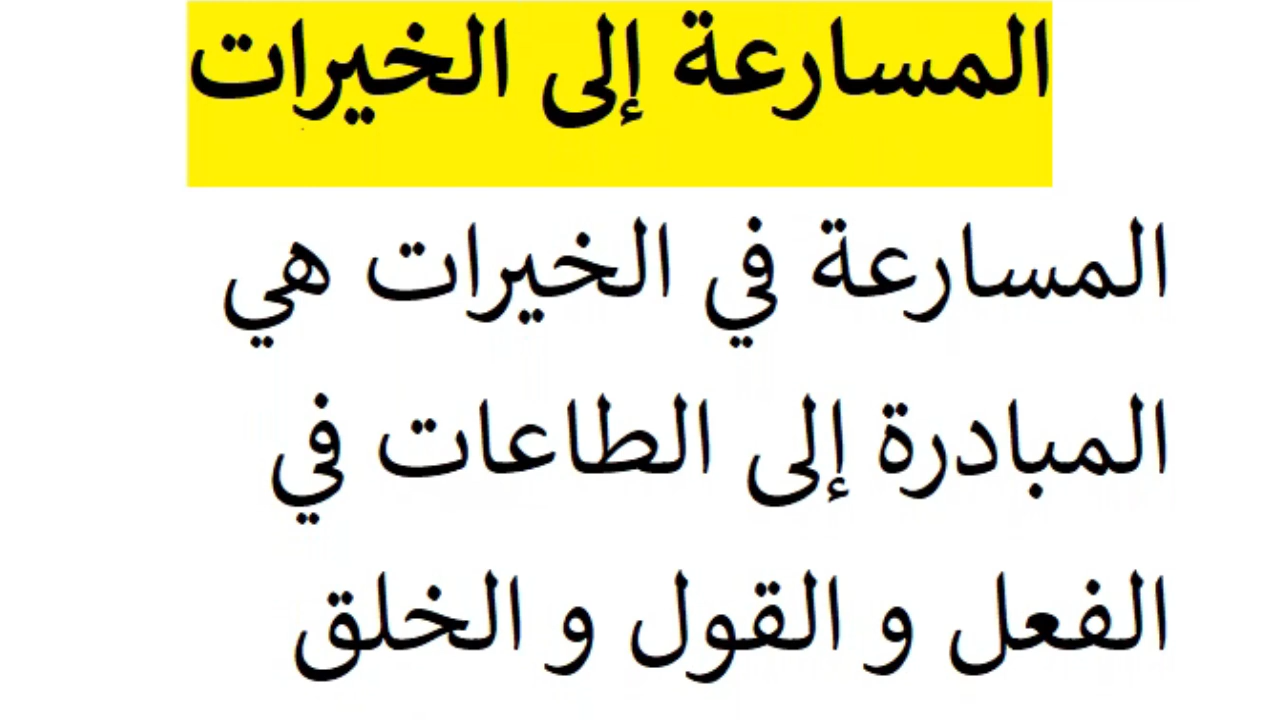 المسارعة إلى الخيرات
المسارعة في الخيرات هي
المبادرة إلى الطاعات في
الفعل و القول و الخلق